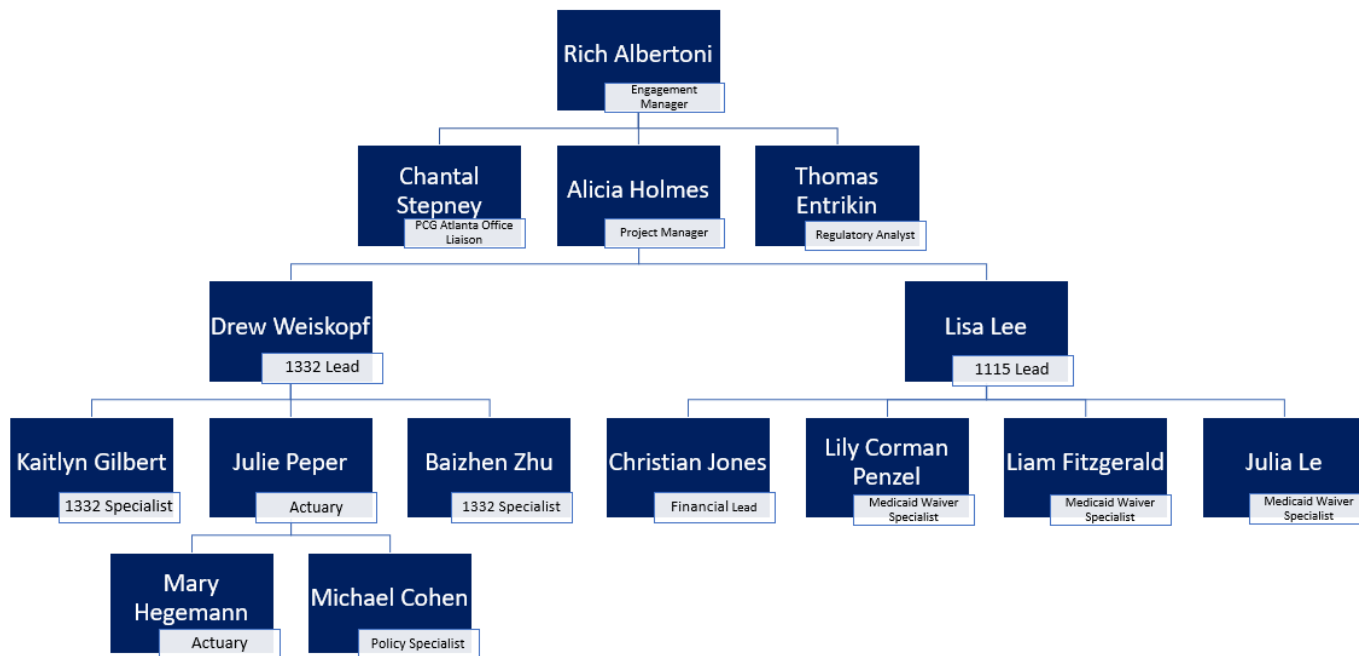 Rich Albertoni
Engagement
Manager
Chantal
Stepney
PCG Atlanta Office
Liaison
Alicia Holmes
Project Manager
Thomas
Entrikin
Regulatory Analyst
Drew Weiskopf
1332 Lead
Lisa Lee
1115 Lead
Kaitlyn Gilbert
1332 Specialist
Julie Peper
Actuary
Baizhen Zhu
1332 Specialist
Christian Jones
Financial Lead
Lily Corman
Penzel
Medicaid Waiver
Specialist
Liam Fitzgerald
Medicaid Waiver
Specialist
Julia Le
Medicaid Waiver
Specialist
Mary
Hegemann
Actuary
Michael Cohen
Policy Specialist